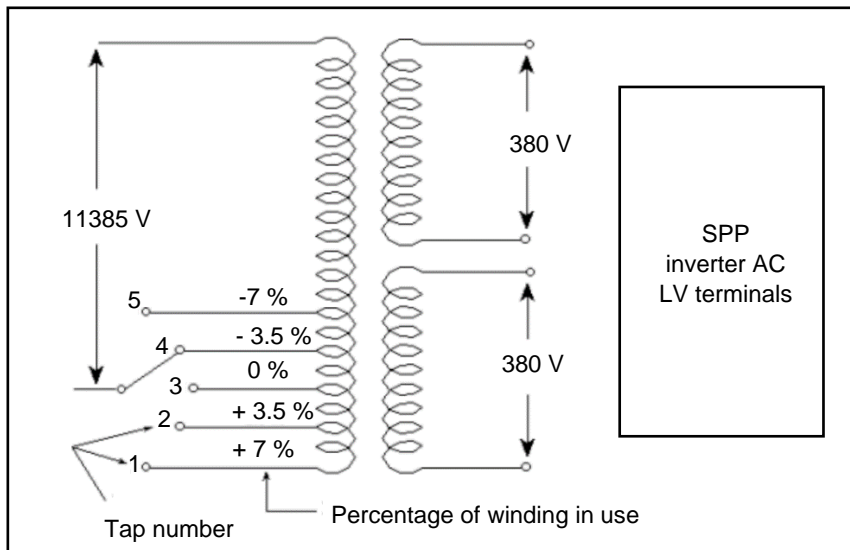 11385 V
380 V
380 V
5
-7 %
4
- 3.5 %
0 %
3
2
+ 3.5 %
1
+ 7 %
Tap number
Percentage of winding in use
SPP
inverter AC
LV terminals